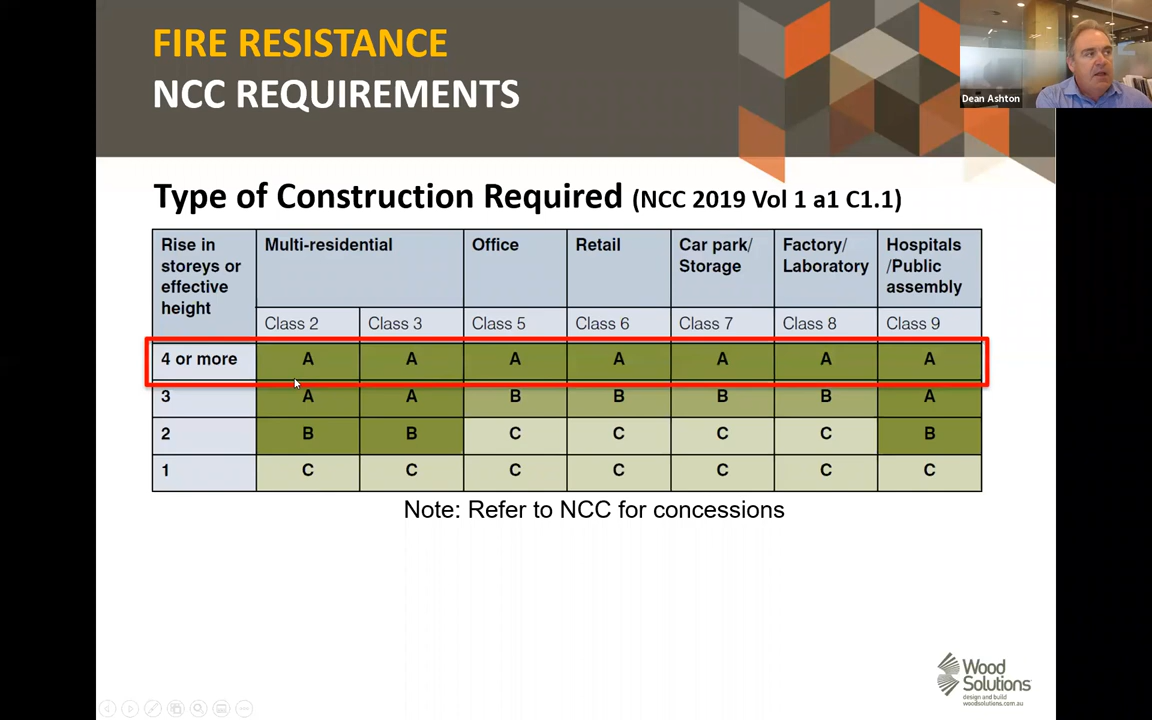 FIRE RESISTANCE
NCC REQUIREMENTS
Dean Ashton
Type of Construction Required (NCC 2019 Vol 1 a1 C1.1)
Rise in storeys or effective height Multi-residential Office Retail Car park/ Storage Factory/ Laboratory Hospitals /Public assembly
Class 2 Class 3 Class 5 Class 6 Class 7 Class 8 Class 9
4 or more A A A A A A A
3 A A B B B B A
2 B B C C C C B
1 C C C C C C C
Note: Refer to NCC for concessions
Wood
Solutions
design and build
woodsolutions.com.au